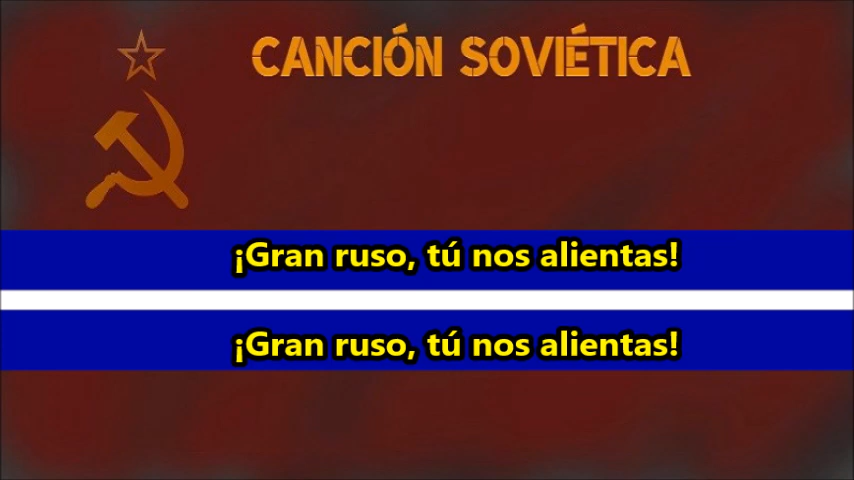 CANCIÓN SOVIÉTICA
¡Gran ruso, tú nos alientas!
¡Gran ruso, tú nos alientas!